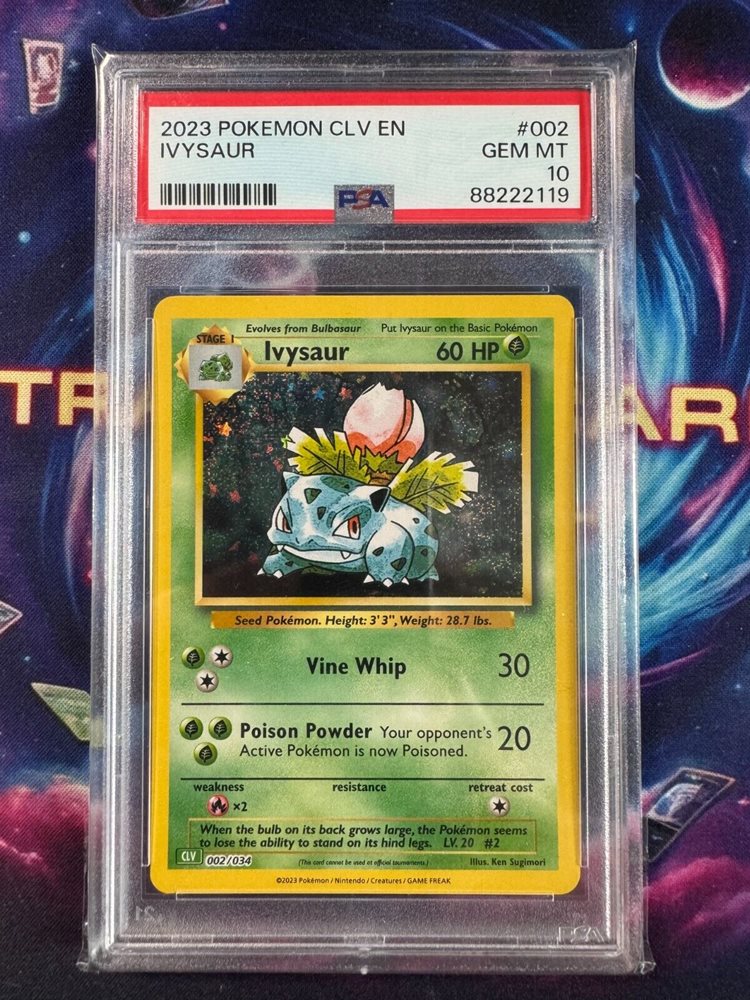 2023 POKEMON CLV EN #002
IVYSAUR GEM MT
10
PSA 88222119
STAGE 1 Evolves from Bulbasaur Put Ivysaur on the Basic Pokémon
Ivysaur 60 HP
TR AR
Seed Pokémon. Height: 3'3", Weight: 28.7 lbs.
Vine Whip 30
Poison Powder Your opponent's 20
Active Pokémon is now Poisoned.
weakness resistance retreat cost
×2
When the bulb on its back grows large, the Pokémon seems
to lose the ability to stand on its hind legs. LV. 20 #2
CLV 002/034 (This card cannot be used at official tournaments.) Illus. Ken Sugimori
©2023 Pokémon / Nintendo / Creatures / GAME FREAK
PSA